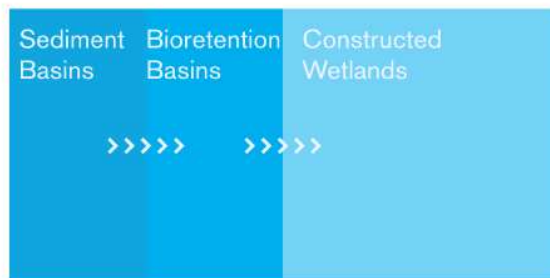 Sediment Basins
Bioretention Basins
Constructed Wetlands
>>>>> >>>>>